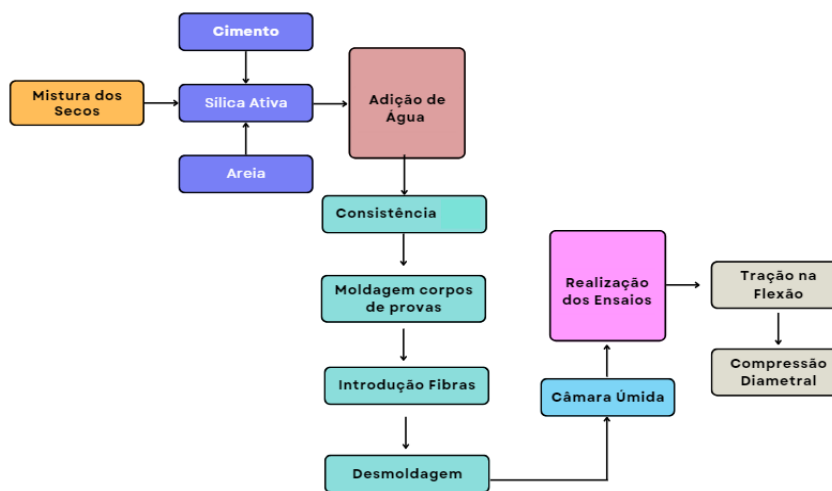 Cimento
Mistura dos
Secos
Sílica Ativa
Adição de
Água
Areia
Consistência
Moldagem corpos
de provas
Introdução Fibras
Desmoldagem
Câmara Úmida
Realização
dos Ensaios
Tração na
Flexão
Compressão
Diametral